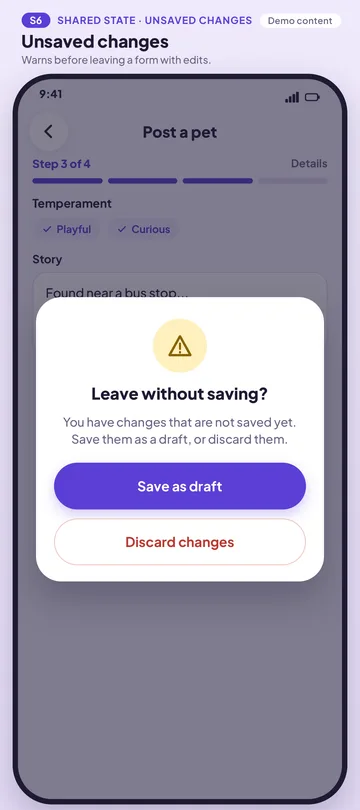 S6 SHARED STATE · UNSAVED CHANGES Demo content
Unsaved changes
Warns before leaving a form with edits.
9:41
Post a pet
Step 3 of 4 Details
Temperament
Playful Curious
Story
Found near a bus stop...
Leave without saving?
You have changes that are not saved yet.
Save them as a draft, or discard them.
Save as draft
Discard changes